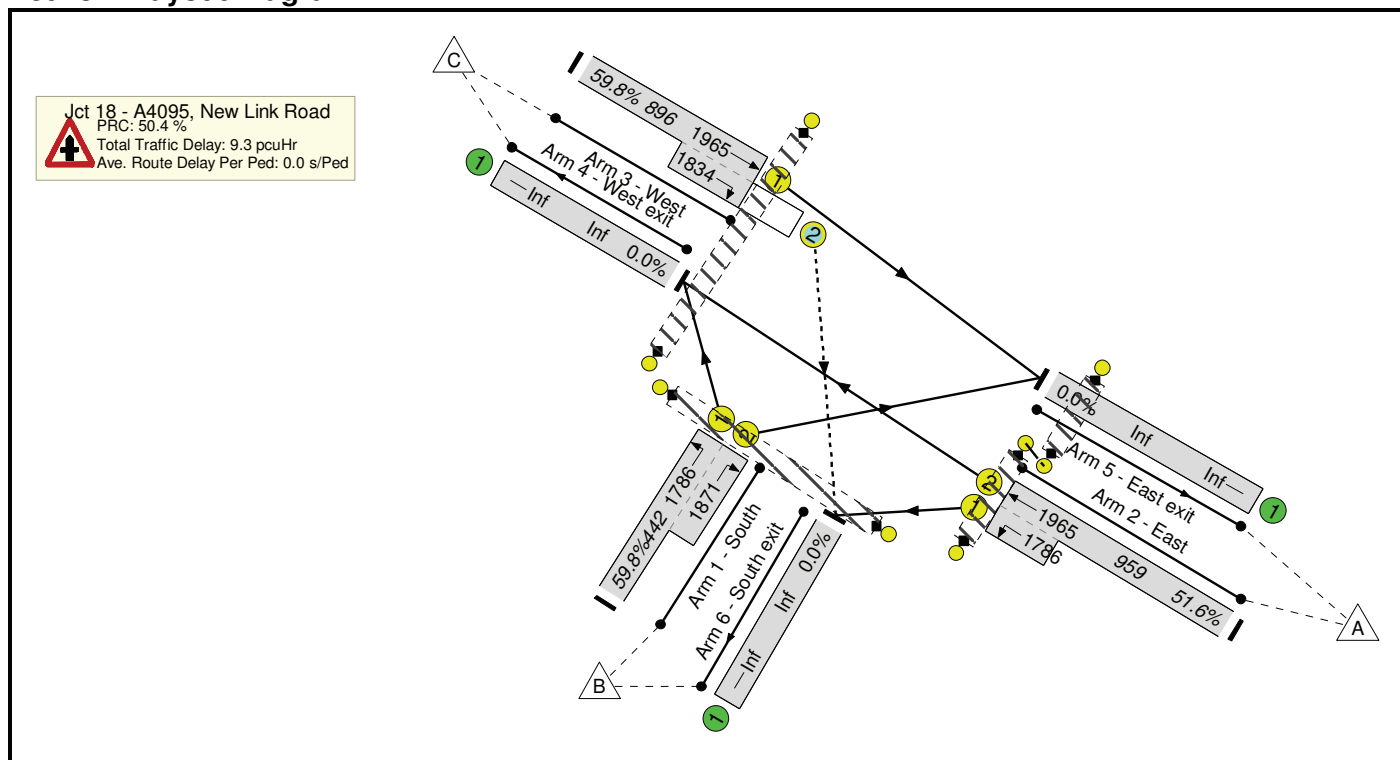 Jct 18 - A4095, New Link Road
PRC: 50.4 %
Total Traffic Delay: 9.3 pcuHr
Ave. Route Delay Per Ped: 0.0 s/Ped
C
59.8% 896 1965
1834
1
2
Arm 3 - West
Arm 4 - West exit
1
Inf Inf 0.0%
1
2
59.8% 442 1786
1871
Arm 1 - South
Arm 6 - South exit
Inf Inf 0.0%
1
B
0.0% Inf Inf
1
Arm 5 - East exit
Arm 2 - East
2
1
1965 959 51.6%
1786
A